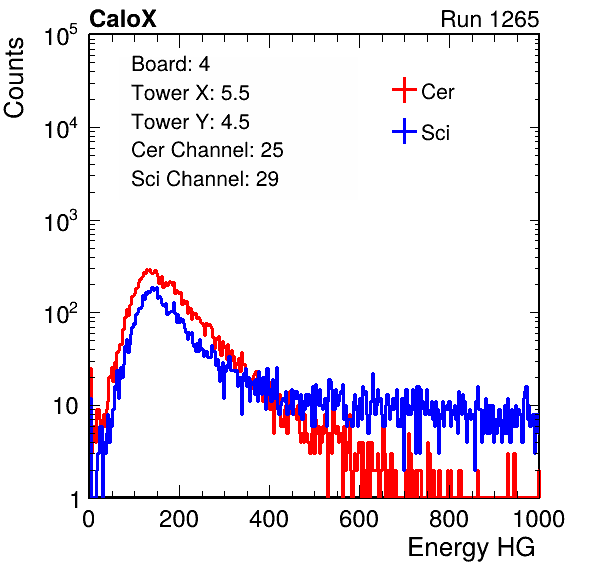 CaloX Run 1265
Counts
10^5
10^4
10^3
10^2
10
1
Board: 4
Tower X: 5.5
Tower Y: 4.5
Cer Channel: 25
Sci Channel: 29
Cer
Sci
0 200 400 600 800 1000
Energy HG